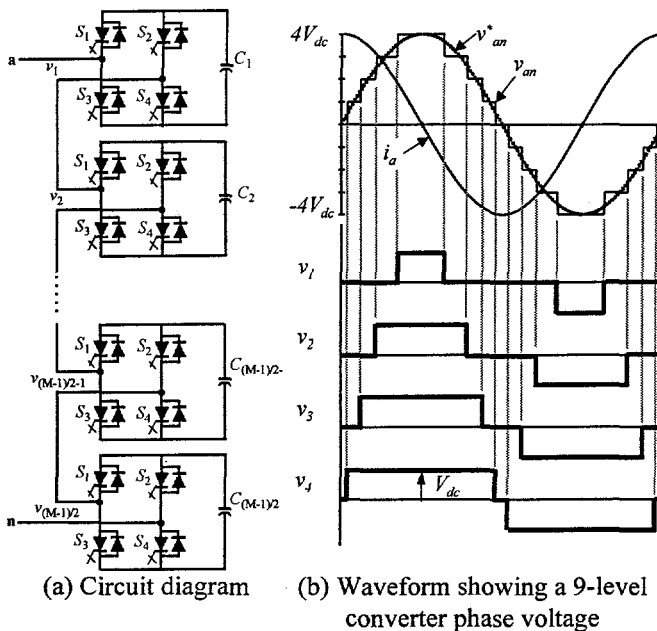 S1 S2 C1
a v1
S3 S4
S1 S2 C2
v2
S3 S4
S1 S2 C(M-1)/2-
v(M-1)/2-1
S3 S4
S1 S2 C(M-1)/2
v(M-1)/2
n
S3 S4
(a) Circuit diagram
4Vdc
v*an
van
ia
-4Vdc
v1
v2
v3
v4
Vdc
(b) Waveform showing a 9-level
converter phase voltage